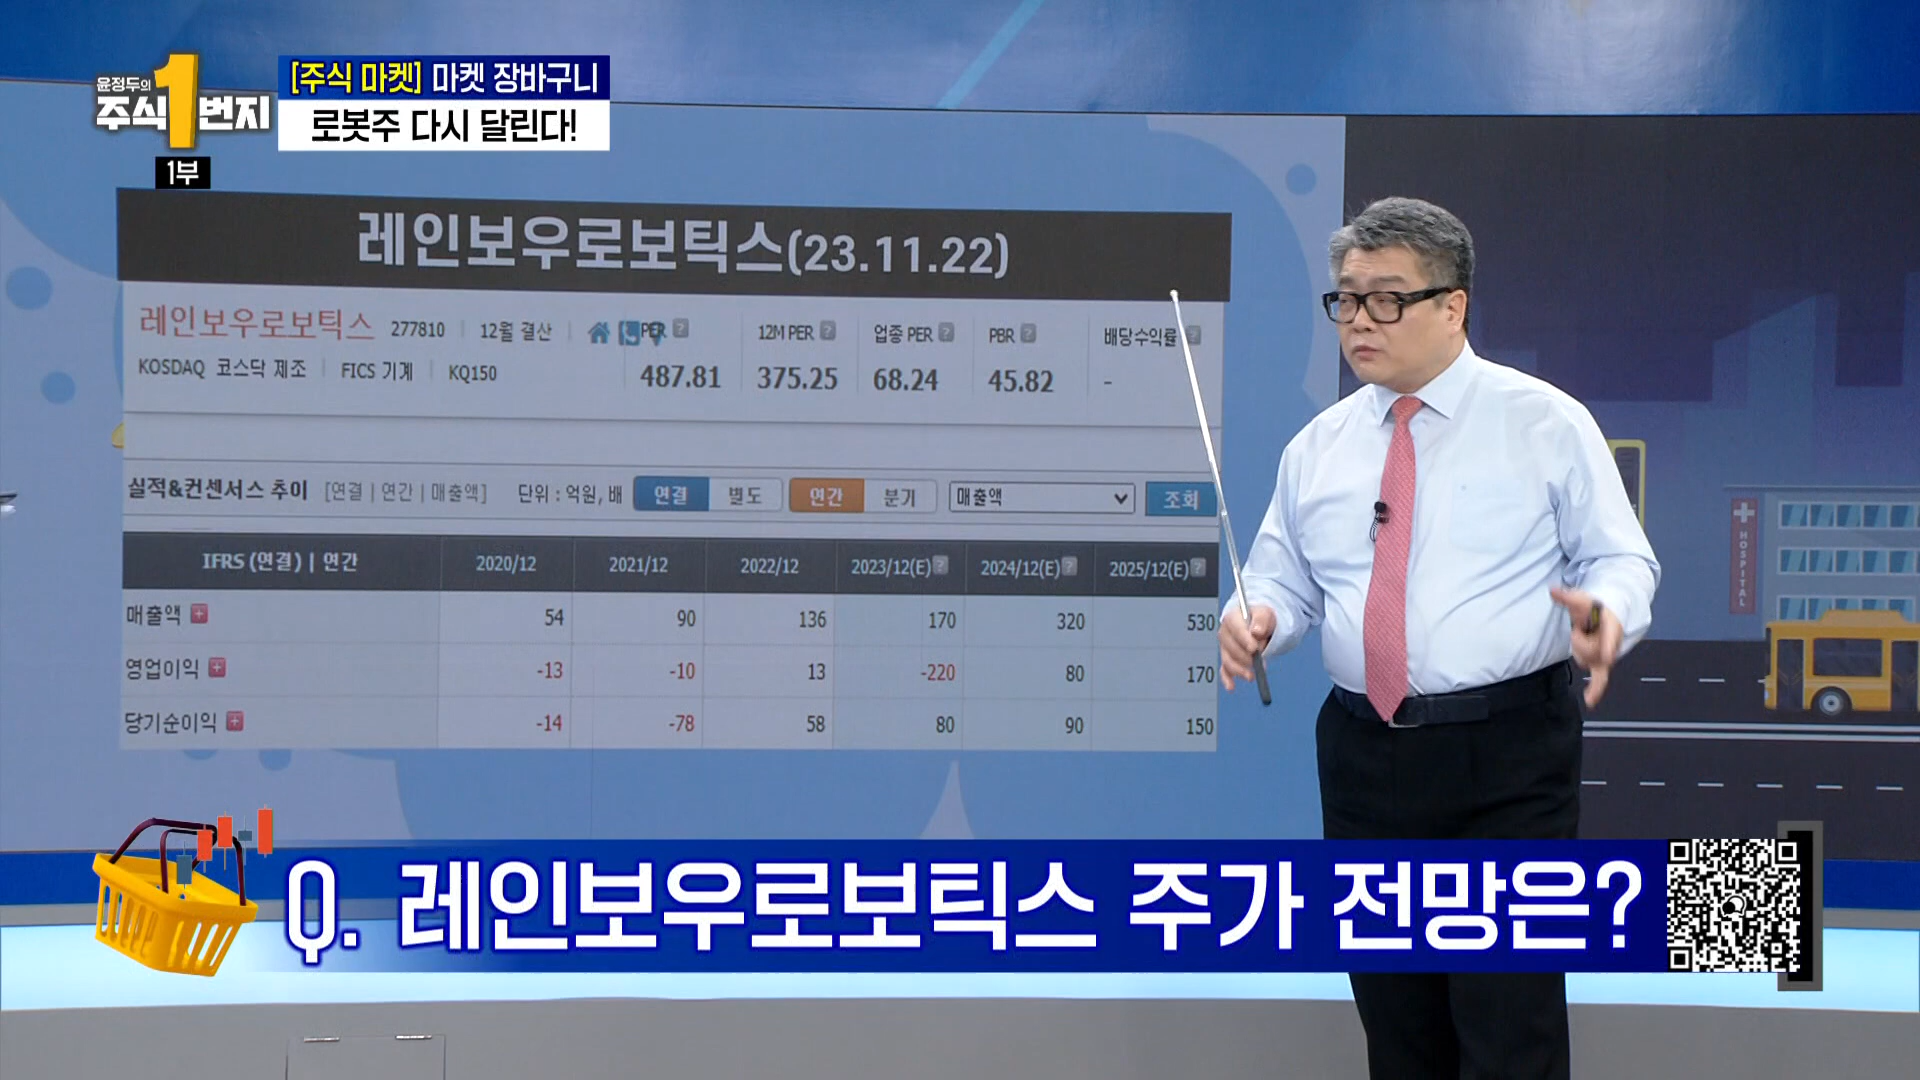 윤정두의
주식1번지
1부
[주식 마켓] 마켓 장바구니
로봇주 다시 달린다!
레인보우로보틱스(23.11.22)
레인보우로보틱스 277810 12월 결산
KOSDAQ 코스닥 제조 FICS 기계 KQ150
PER 12M PER 업종 PER PBR 배당수익률
487.81 375.25 68.24 45.82 -
실적&컨센서스 추이 [연결 | 연간 | 매출액] 단위 : 억원, 배 연결 별도 연간 분기 매출액 조회
IFRS (연결) | 연간 2020/12 2021/12 2022/12 2023/12(E) 2024/12(E) 2025/12(E)
매출액 54 90 136 170 320 530
영업이익 -13 -10 13 -220 80 170
당기순이익 -14 -78 58 80 90 150
HOSPITAL
Q. 레인보우로보틱스 주가 전망은?